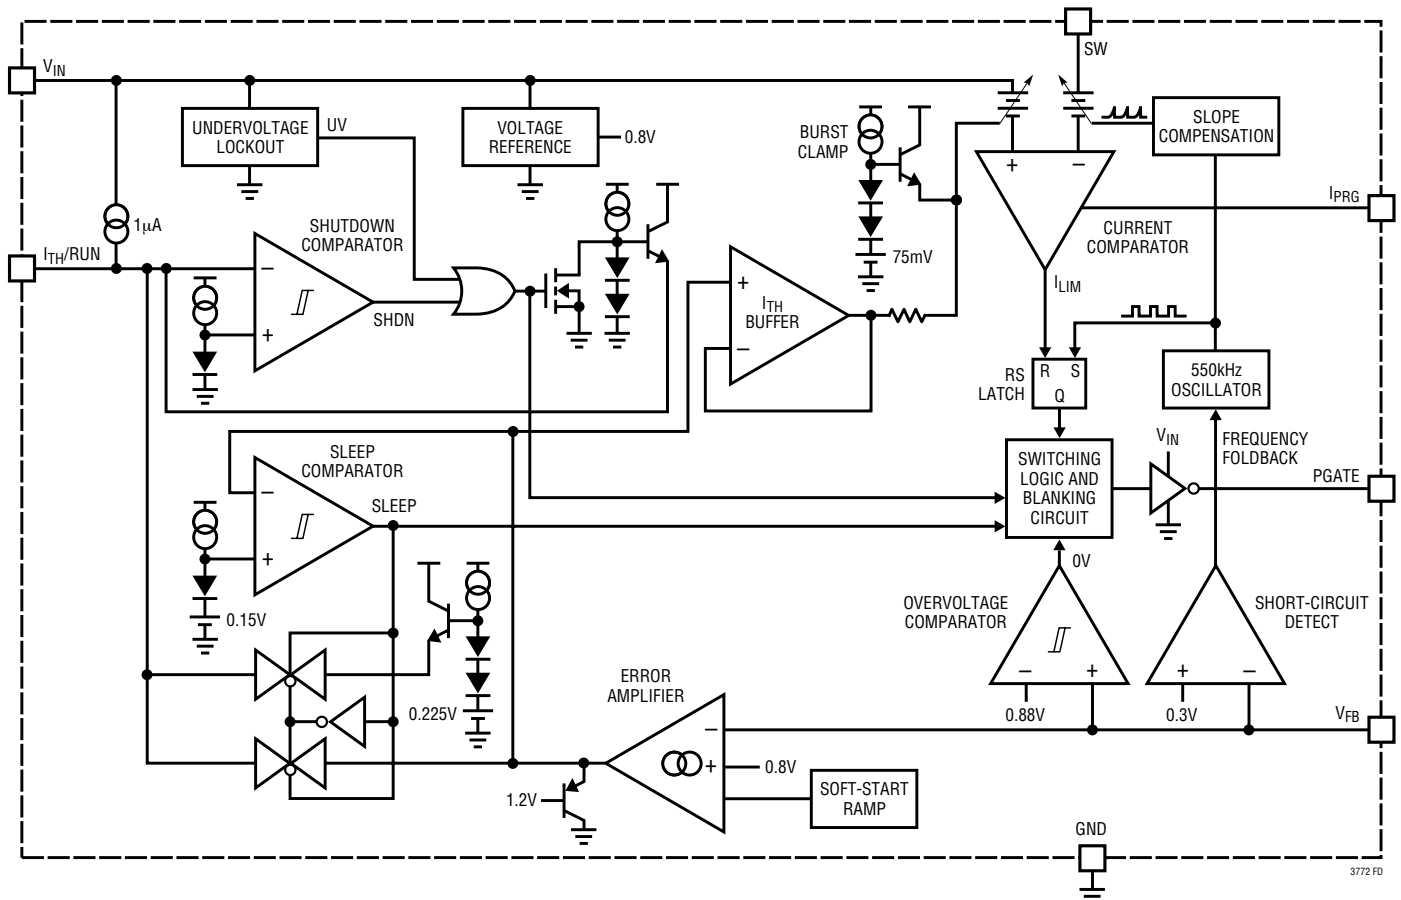 SW
VIN
UNDERVOLTAGE
LOCKOUT
UV
VOLTAGE
REFERENCE
0.8V
BURST
CLAMP
SLOPE
COMPENSATION
+
–
IPRG
1µA
SHUTDOWN
COMPARATOR
CURRENT
COMPARATOR
ITH/RUN
–
75mV
+
ITH
BUFFER
–
ILIM
SHDN
+
RS
LATCH
R
S
Q
550kHz
OSCILLATOR
SLEEP
COMPARATOR
VIN
FREQUENCY
FOLDBACK
SWITCHING
LOGIC AND
BLANKING
CIRCUIT
PGATE
–
SLEEP
+
0V
0.15V
OVERVOLTAGE
COMPARATOR
SHORT-CIRCUIT
DETECT
–
+
+
–
ERROR
AMPLIFIER
0.225V
0.88V
0.3V
VFB
–
+
0.8V
1.2V
SOFT-START
RAMP
GND
3772 FD